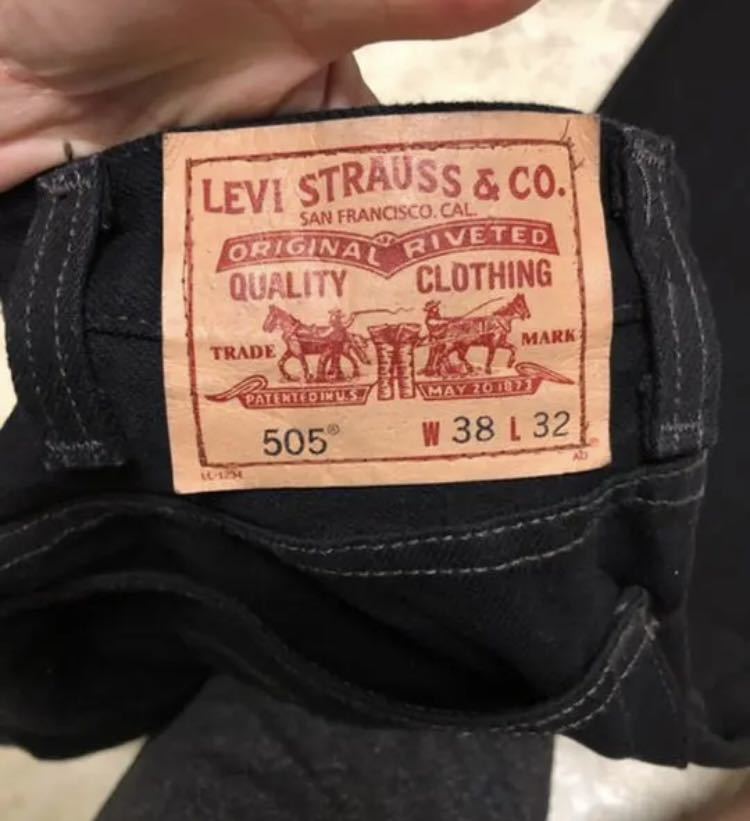 LEVI STRAUSS & CO.
SAN FRANCISCO, CAL.
ORIGINAL RIVETED
QUALITY CLOTHING
TRADE MARK
PATENTED IN U.S. MAY 20 1873
505® W 38 L 32